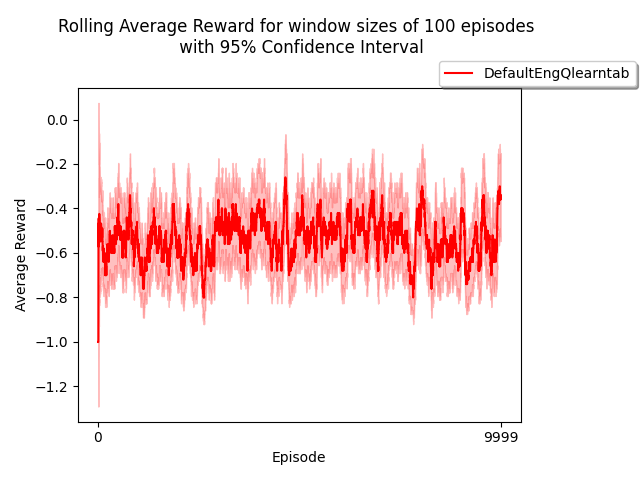 Rolling Average Reward for window sizes of 100 episodes
with 95% Confidence Interval
DefaultEngQlearntab
0.0
−0.2
−0.4
−0.6
−0.8
−1.0
−1.2
Average Reward
0
9999
Episode